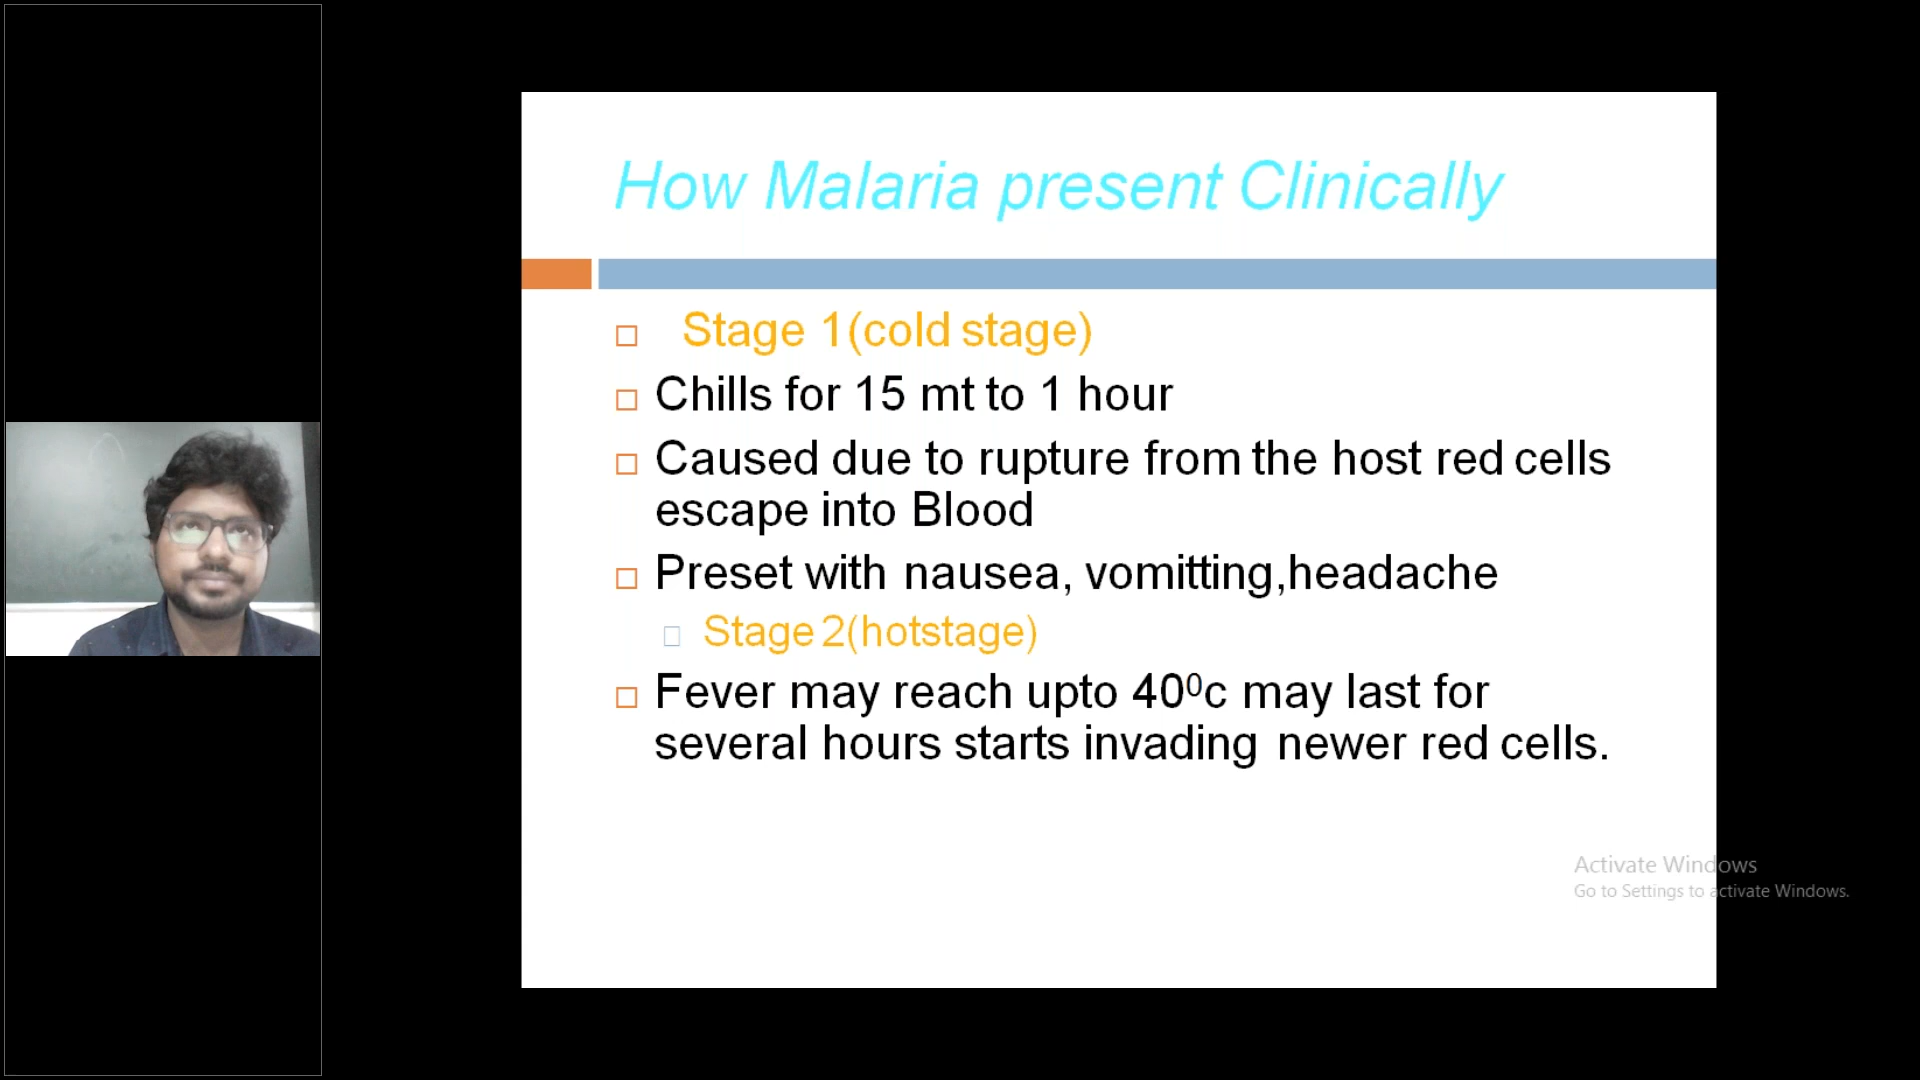 How Malaria present Clinically
Stage 1(cold stage)
Chills for 15 mt to 1 hour
Caused due to rupture from the host red cells
escape into Blood
Preset with nausea, vomitting,headache
Stage 2(hotstage)
Fever may reach upto 40⁰c may last for
several hours starts invading newer red cells.
Activate Windows
Go to Settings to activate Windows.